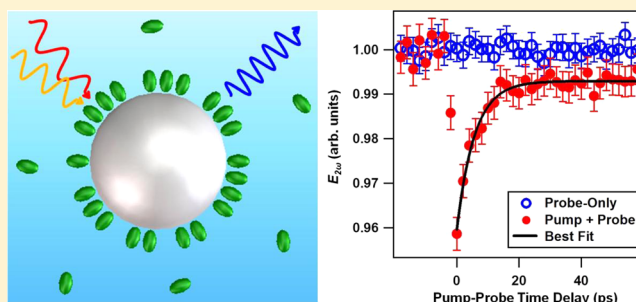 1.00
0.99
0.98
0.97
0.96
E2ω (arb. units)
Probe-Only
Pump + Probe
Best Fit
0 20 40
Pump-Probe Time Delay (ps)